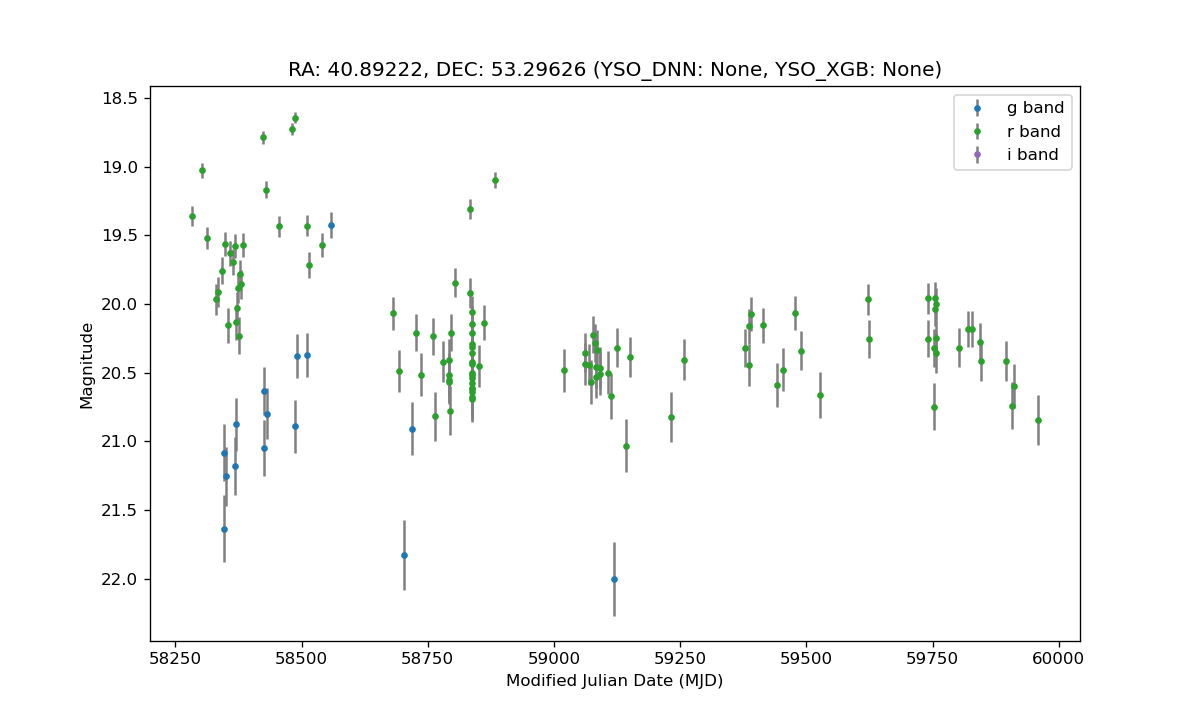 RA: 40.89222, DEC: 53.29626 (YSO_DNN: None, YSO_XGB: None)
g band
r band
i band
18.5
19.0
19.5
20.0
20.5
21.0
21.5
22.0
Magnitude
58250 58500 58750 59000 59250 59500 59750 60000
Modified Julian Date (MJD)